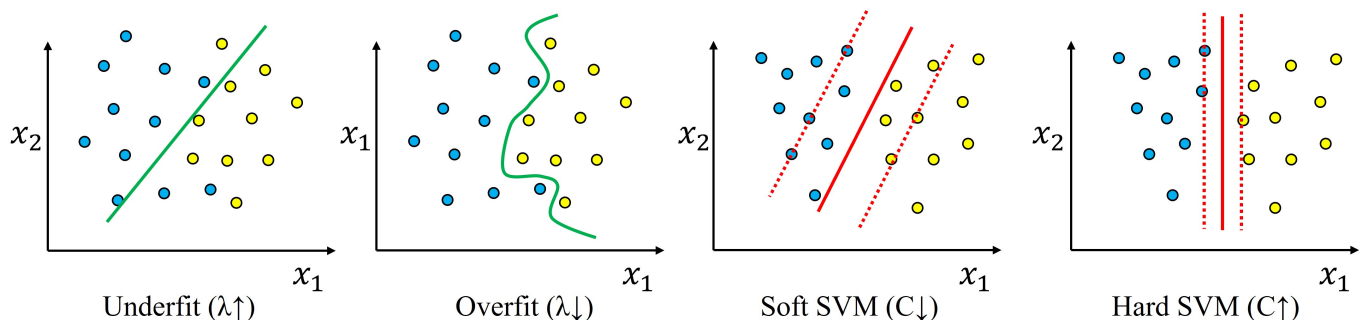 x₂
x₁
Underfit (λ↑)
x₁
x₁
Overfit (λ↓)
x₂
x₁
Soft SVM (C↓)
x₂
x₁
Hard SVM (C↑)